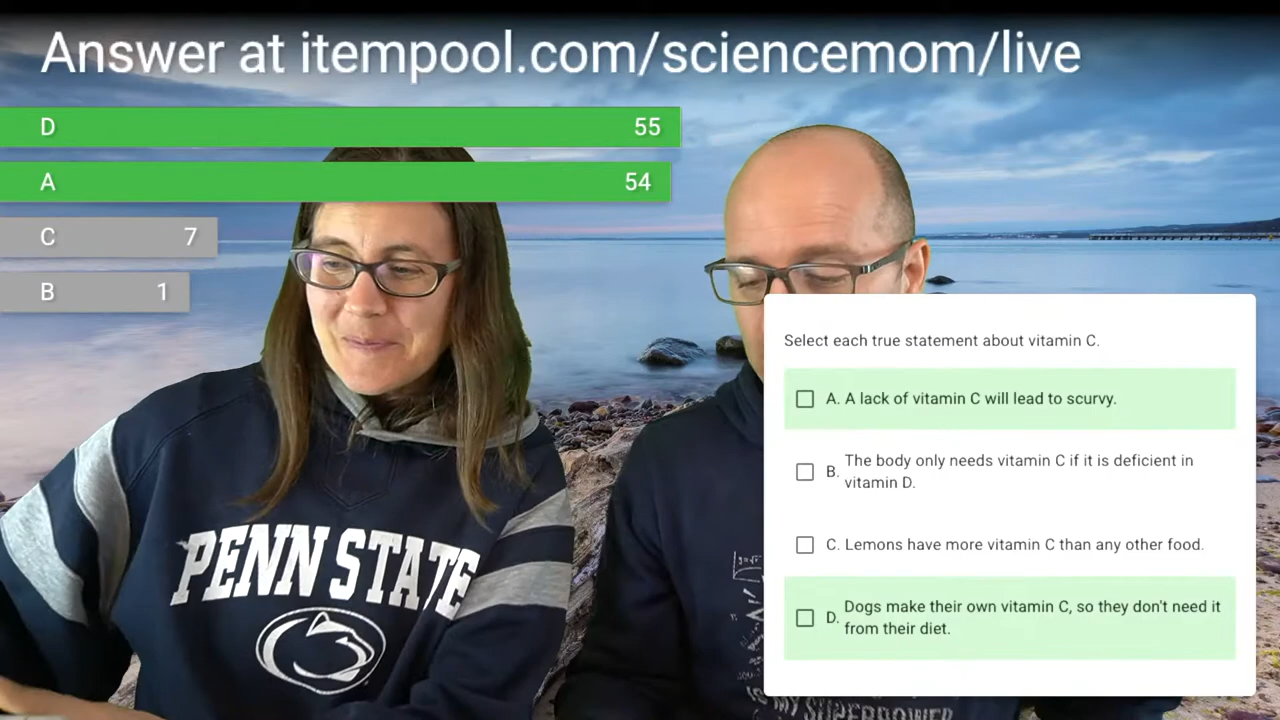 Answer at itempool.com/sciencemom/live
D 55
A 54
C 7
B 1
Select each true statement about vitamin C.
A. A lack of vitamin C will lead to scurvy.
B. The body only needs vitamin C if it is deficient in
vitamin D.
C. Lemons have more vitamin C than any other food.
D. Dogs make their own vitamin C, so they don't need it
from their diet.
PENN STATE
IS MY SUPERPOWER